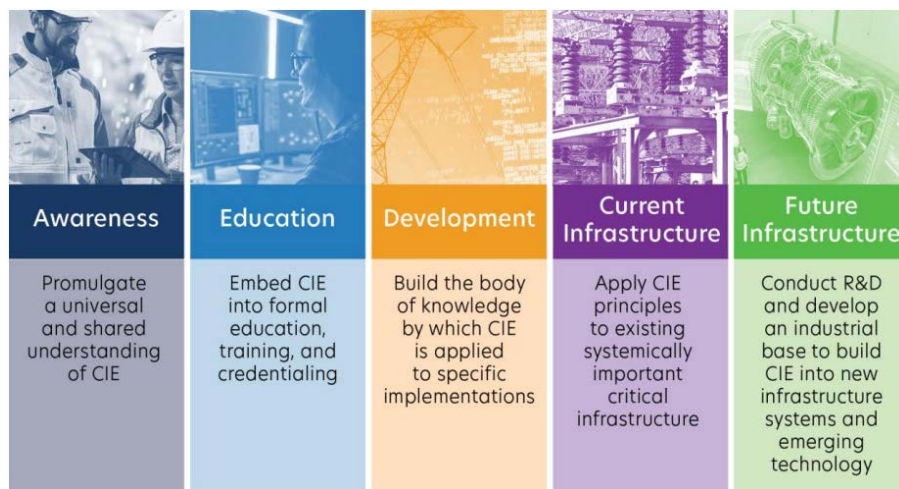 Awareness
Promulgate
a universal
and shared
understanding
of CIE
Education
Embed CIE
into formal
education,
training, and
credentialing
Development
Build the body
of knowledge
by which CIE
is applied
to specific
implementations
Current
Infrastructure
Apply CIE
principles
to existing
systemically
important
critical
infrastructure
Future
Infrastructure
Conduct R&D
and develop
an industrial
base to build
CIE into new
infrastructure
systems and
emerging
technology